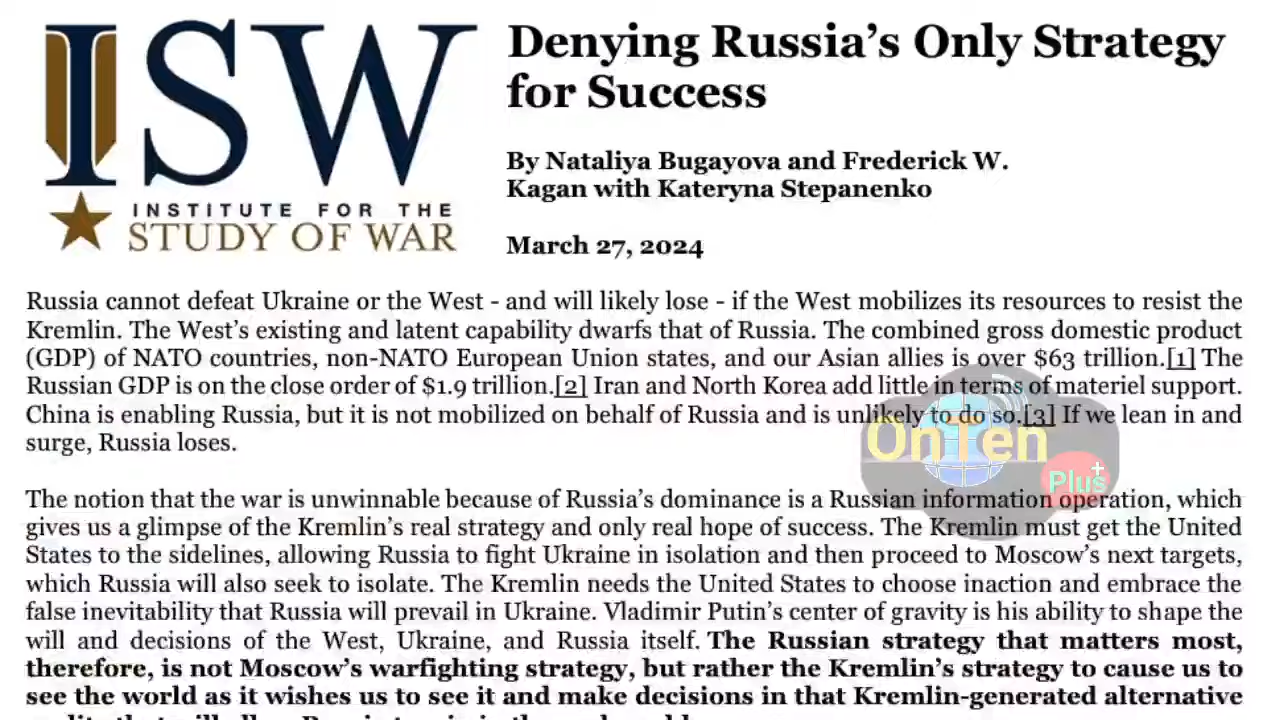 ISW
INSTITUTE FOR THE
STUDY OF WAR
Denying Russia’s Only Strategy
for Success
By Nataliya Bugayova and Frederick W.
Kagan with Kateryna Stepanenko
March 27, 2024
Russia cannot defeat Ukraine or the West - and will likely lose - if the West mobilizes its resources to resist the
Kremlin. The West’s existing and latent capability dwarfs that of Russia. The combined gross domestic product
(GDP) of NATO countries, non-NATO European Union states, and our Asian allies is over $63 trillion.[1] The
Russian GDP is on the close order of $1.9 trillion.[2] Iran and North Korea add little in terms of materiel support.
China is enabling Russia, but it is not mobilized on behalf of Russia and is unlikely to do so.[3] If we lean in and
surge, Russia loses.
OnTen
Plus+
The notion that the war is unwinnable because of Russia’s dominance is a Russian information operation, which
gives us a glimpse of the Kremlin’s real strategy and only real hope of success. The Kremlin must get the United
States to the sidelines, allowing Russia to fight Ukraine in isolation and then proceed to Moscow’s next targets,
which Russia will also seek to isolate. The Kremlin needs the United States to choose inaction and embrace the
false inevitability that Russia will prevail in Ukraine. Vladimir Putin’s center of gravity is his ability to shape the
will and decisions of the West, Ukraine, and Russia itself. The Russian strategy that matters most,
therefore, is not Moscow’s warfighting strategy, but rather the Kremlin’s strategy to cause us to
see the world as it wishes us to see it and make decisions in that Kremlin-generated alternative